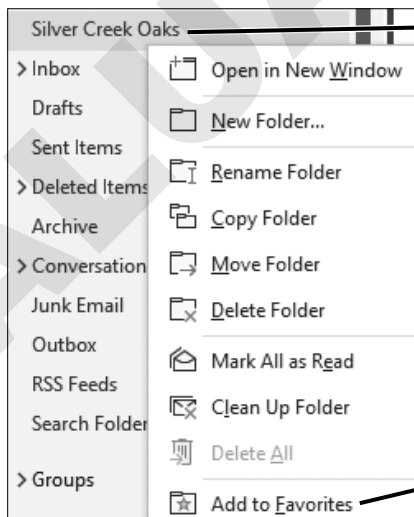 Silver Creek Oaks
Inbox
Drafts
Sent Items
Deleted Items
Archive
Conversation
Junk Email
Outbox
RSS Feeds
Search Folder
Groups
Open in New Window
New Folder...
Rename Folder
Copy Folder
Move Folder
Delete Folder
Mark All as Read
Clean Up Folder
Delete All
Add to Favorites